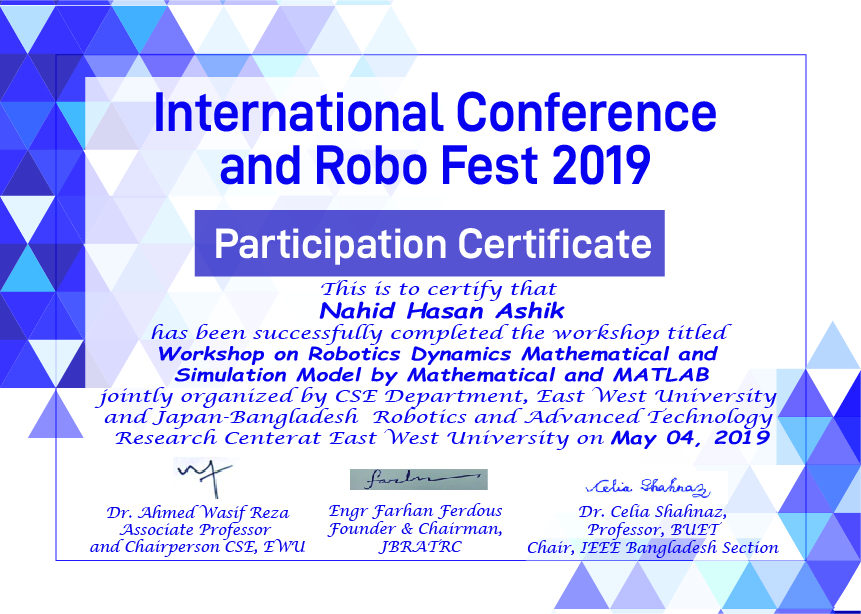 International Conference
and Robo Fest 2019
Participation Certificate
This is to certify that
Nahid Hasan Ashik
has been successfully completed the workshop titled
Workshop on Robotics Dynamics Mathematical and
Simulation Model by Mathematical and MATLAB
jointly organized by CSE Department, East West University
and Japan-Bangladesh Robotics and Advanced Technology
Research Centerat East West University on May 04, 2019
Celia Shahnaz
Dr. Ahmed Wasif Reza
Associate Professor
and Chairperson CSE, EWU
Engr Farhan Ferdous
Founder & Chairman,
JBRATRC
Dr. Celia Shahnaz,
Professor, BUET
Chair, IEEE Bangladesh Section